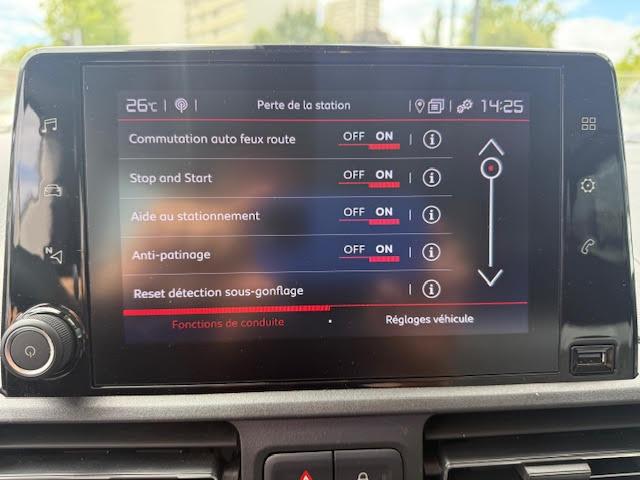 26°C Perte de la station 14:25
Commutation auto feux route OFF ON
Stop and Start OFF ON
Aide au stationnement OFF ON
Anti-patinage OFF ON
Reset détection sous-gonflage
Fonctions de conduite Réglages véhicule
N